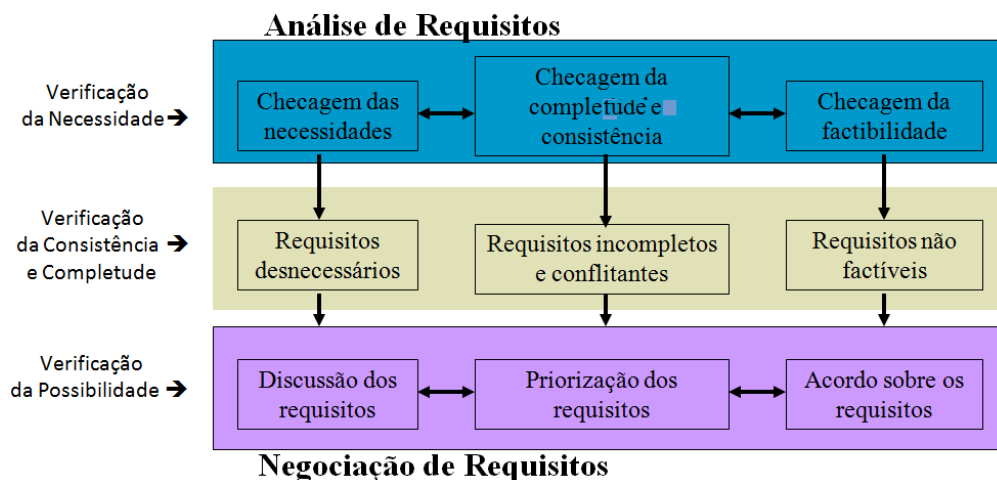 Análise de Requisitos
Verificação
da Necessidade➔
Checagem das
necessidades
Checagem da
completude e
consistência
Checagem da
factibilidade
Verificação
da Consistência ➔
e Completude
Requisitos
desnecessários
Requisitos incompletos
e conflitantes
Requisitos não
factíveis
Verificação
da Possibilidade ➔
Discussão dos
requisitos
Priorização dos
requisitos
Acordo sobre os
requisitos
Negociação de Requisitos